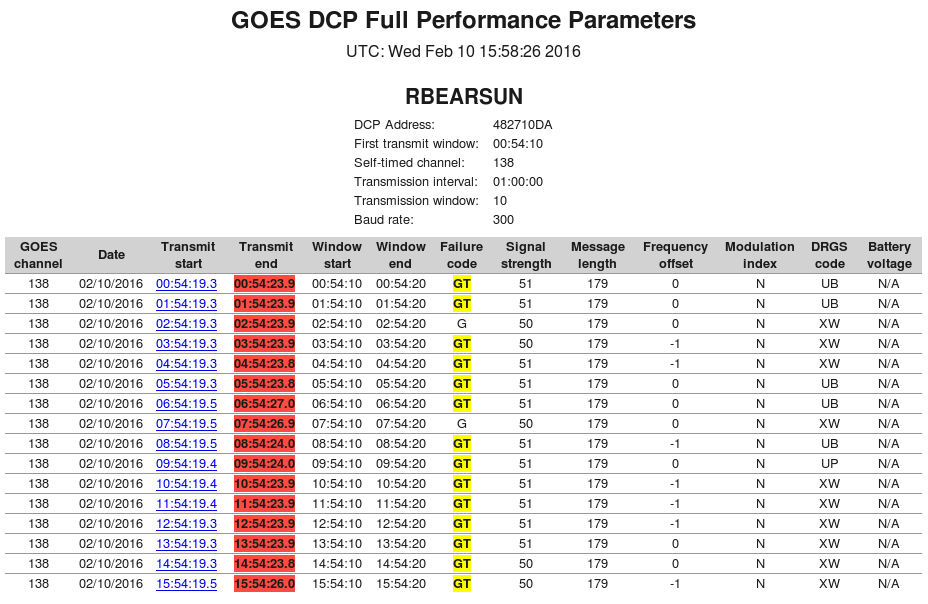 GOES DCP Full Performance Parameters
UTC: Wed Feb 10 15:58:26 2016
RBEARSUN
DCP Address: 482710DA
First transmit window: 00:54:10
Self-timed channel: 138
Transmission interval: 01:00:00
Transmission window: 10
Baud rate: 300
GOES channel Date Transmit start Transmit end Window start Window end Failure code Signal strength Message length Frequency offset Modulation index DRGS code Battery voltage
138 02/10/2016 00:54:19.3 00:54:23.9 00:54:10 00:54:20 GT 51 179 0 N UB N/A
138 02/10/2016 01:54:19.3 01:54:23.9 01:54:10 01:54:20 GT 51 179 0 N UB N/A
138 02/10/2016 02:54:19.3 02:54:23.9 02:54:10 02:54:20 G 50 179 0 N XW N/A
138 02/10/2016 03:54:19.3 03:54:23.9 03:54:10 03:54:20 GT 50 179 -1 N XW N/A
138 02/10/2016 04:54:19.3 04:54:23.8 04:54:10 04:54:20 GT 51 179 -1 N XW N/A
138 02/10/2016 05:54:19.3 05:54:23.8 05:54:10 05:54:20 GT 51 179 0 N UB N/A
138 02/10/2016 06:54:19.5 06:54:27.0 06:54:10 06:54:20 GT 51 179 0 N UB N/A
138 02/10/2016 07:54:19.5 07:54:26.9 07:54:10 07:54:20 G 50 179 0 N XW N/A
138 02/10/2016 08:54:19.5 08:54:24.0 08:54:10 08:54:20 GT 51 179 -1 N UB N/A
138 02/10/2016 09:54:19.4 09:54:24.0 09:54:10 09:54:20 GT 51 179 0 N UP N/A
138 02/10/2016 10:54:19.4 10:54:23.9 10:54:10 10:54:20 GT 51 179 -1 N XW N/A
138 02/10/2016 11:54:19.4 11:54:23.9 11:54:10 11:54:20 GT 51 179 -1 N XW N/A
138 02/10/2016 12:54:19.3 12:54:23.9 12:54:10 12:54:20 GT 51 179 -1 N XW N/A
138 02/10/2016 13:54:19.3 13:54:23.9 13:54:10 13:54:20 GT 51 179 0 N XW N/A
138 02/10/2016 14:54:19.3 14:54:23.8 14:54:10 14:54:20 GT 50 179 0 N XW N/A
138 02/10/2016 15:54:19.5 15:54:26.0 15:54:10 15:54:20 GT 50 179 -1 N XW N/A